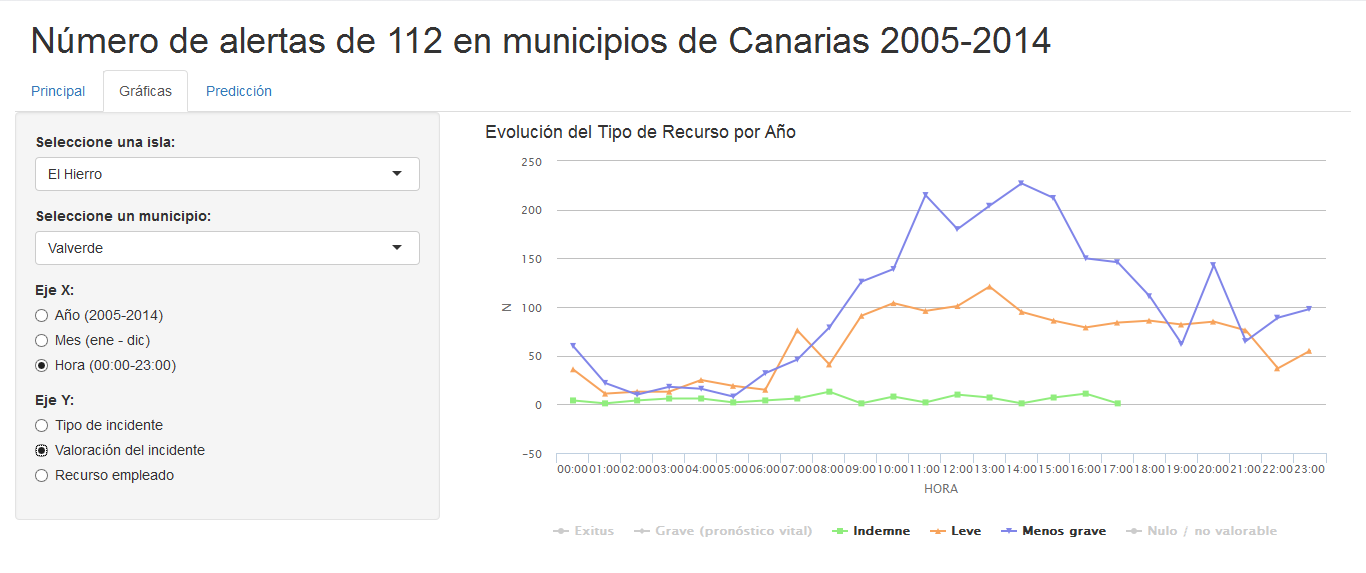 Número de alertas de 112 en municipios de Canarias 2005-2014
Principal Gráficas Predicción
Seleccione una isla:
El Hierro
Seleccione un municipio:
Valverde
Eje X:
Año (2005-2014)
Mes (ene - dic)
Hora (00:00-23:00)
Eje Y:
Tipo de incidente
Valoración del incidente
Recurso empleado
Evolución del Tipo de Recurso por Año
250
200
150
100
50
0
-50
N
00:00 01:00 02:00 03:00 04:00 05:00 06:00 07:00 08:00 09:00 10:00 11:00 12:00 13:00 14:00 15:00 16:00 17:00 18:00 19:00 20:00 21:00 22:00 23:00
HORA
Exitus Grave (pronóstico vital) Indemne Leve Menos grave Nulo / no valorable